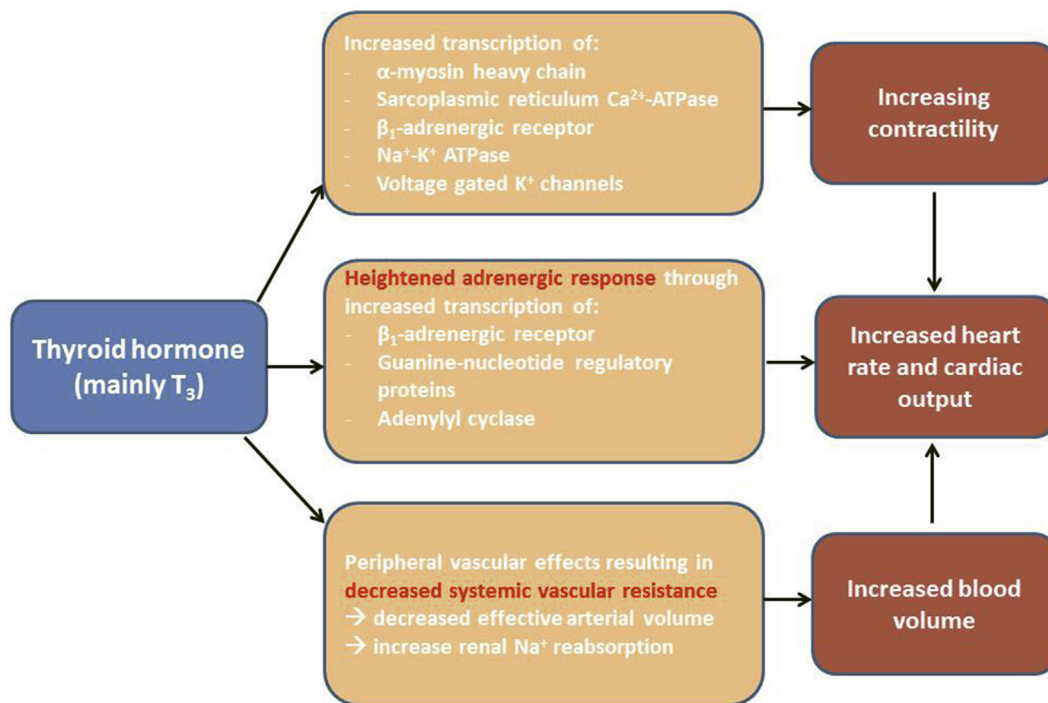 Increased transcription of:
- α-myosin heavy chain
- Sarcoplasmic reticulum Ca²⁺-ATPase
- β₁-adrenergic receptor
- Na⁺-K⁺ ATPase
- Voltage gated K⁺ channels
Increasing
contractility
Thyroid hormone
(mainly T₃)
Heightened adrenergic response through
increased transcription of:
- β₁-adrenergic receptor
- Guanine-nucleotide regulatory
proteins
- Adenylyl cyclase
Increased heart
rate and cardiac
output
Peripheral vascular effects resulting in
decreased systemic vascular resistance
→ decreased effective arterial volume
→ increase renal Na⁺ reabsorption
Increased blood
volume